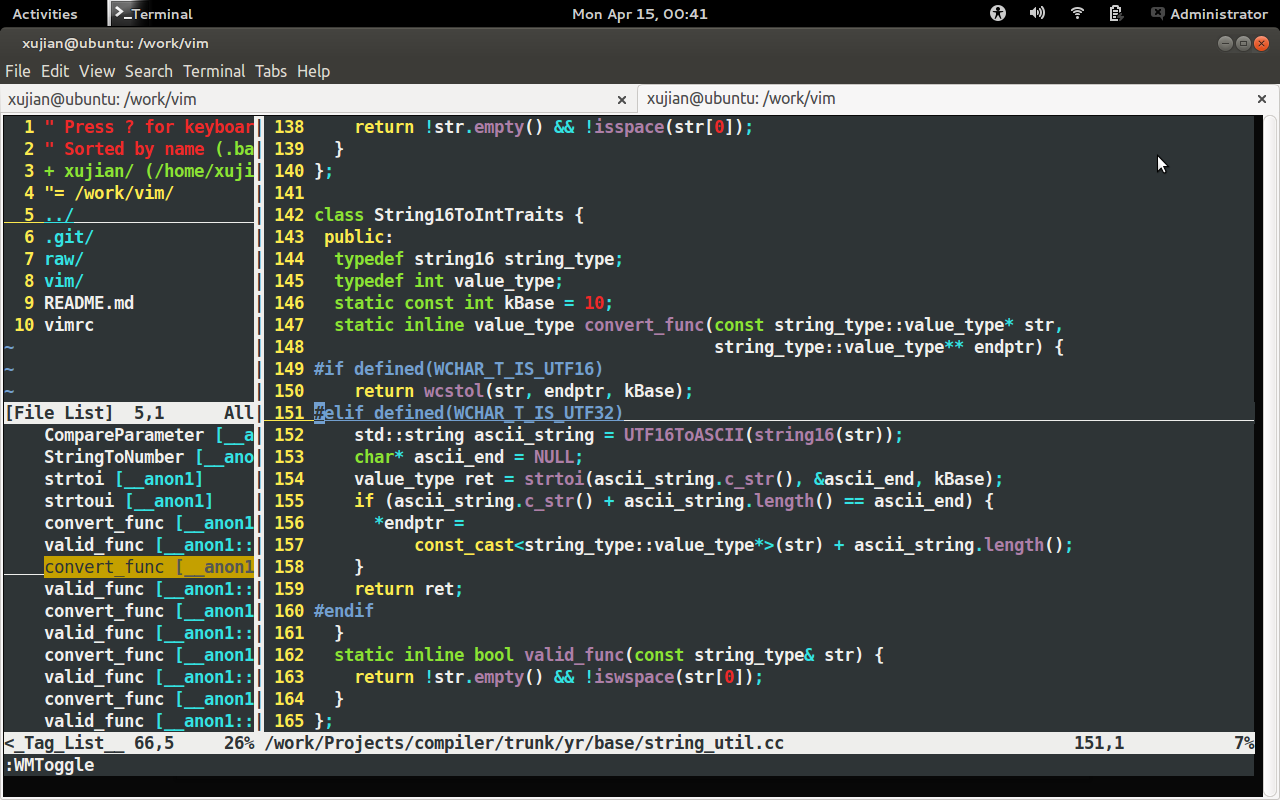 Activities Terminal Mon Apr 15, 00:41 Administrator
xujian@ubuntu: /work/vim
File Edit View Search Terminal Tabs Help
xujian@ubuntu: /work/vim × xujian@ubuntu: /work/vim ×
1 " Press ? for keyboar
2 " Sorted by name (.ba
3 + xujian/ (/home/xuji
4 "= /work/vim/
5 ../
6 .git/
7 raw/
8 vim/
9 README.md
10 vimrc
~
~
~
[File List] 5,1 All
CompareParameter [__a
StringToNumber [__ano
strtoi [__anon1]
strtoui [__anon1]
convert_func [__anon1
valid_func [__anon1::
convert_func [__anon1
valid_func [__anon1::
convert_func [__anon1
valid_func [__anon1::
convert_func [__anon1
valid_func [__anon1::
convert_func [__anon1
valid_func [__anon1::
<_Tag_List__ 66,5 26%
138     return !str.empty() && !isspace(str[0]);
139   }
140 };
141
142 class String16ToIntTraits {
143  public:
144   typedef string16 string_type;
145   typedef int value_type;
146   static const int kBase = 10;
147   static inline value_type convert_func(const string_type::value_type* str,
148                                         string_type::value_type** endptr) {
149 #if defined(WCHAR_T_IS_UTF16)
150     return wcstol(str, endptr, kBase);
151 #elif defined(WCHAR_T_IS_UTF32)
152     std::string ascii_string = UTF16ToASCII(string16(str));
153     char* ascii_end = NULL;
154     value_type ret = strtoi(ascii_string.c_str(), &ascii_end, kBase);
155     if (ascii_string.c_str() + ascii_string.length() == ascii_end) {
156       *endptr =
157           const_cast<string_type::value_type*>(str) + ascii_string.length();
158     }
159     return ret;
160 #endif
161   }
162   static inline bool valid_func(const string_type& str) {
163     return !str.empty() && !iswspace(str[0]);
164   }
165 };
/work/Projects/compiler/trunk/yr/base/string_util.cc 151,1 7%
:WMToggle